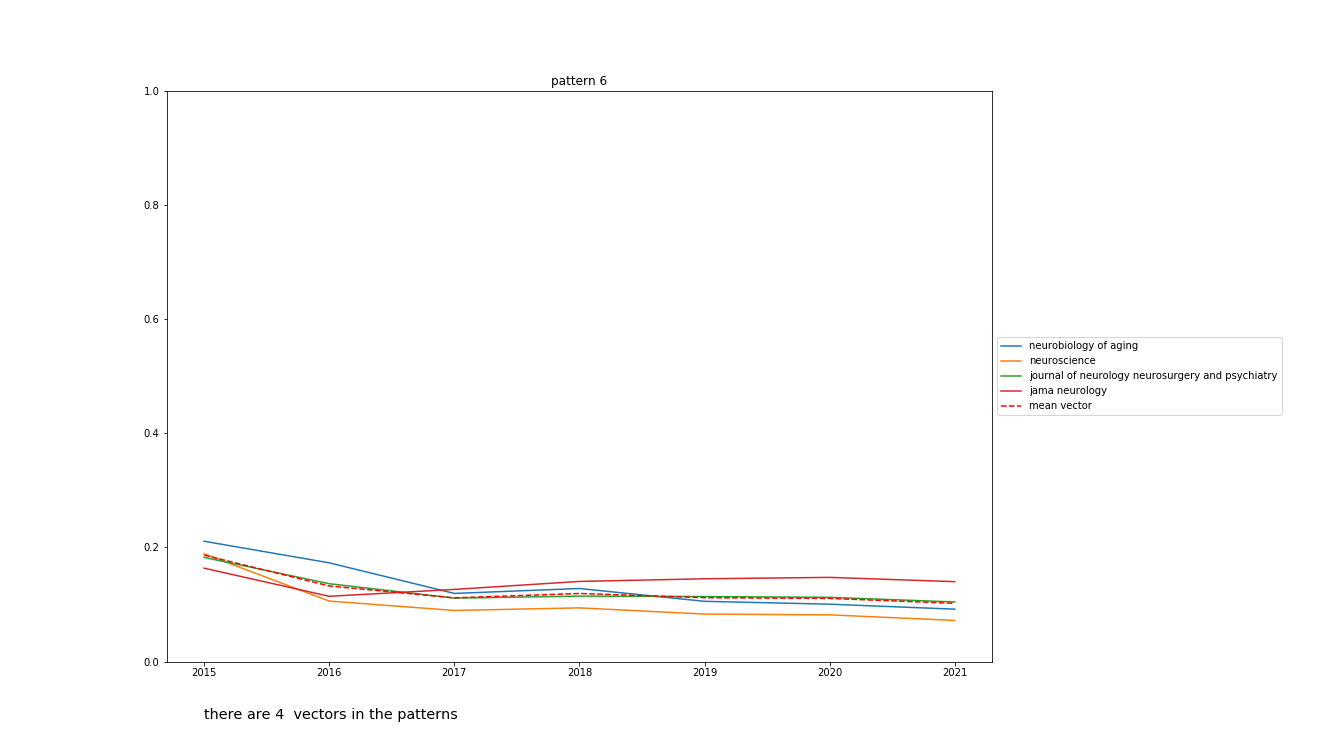 pattern 6
1.0
0.8
0.6
0.4
0.2
0.0
2015 2016 2017 2018 2019 2020 2021
neurobiology of aging
neuroscience
journal of neurology neurosurgery and psychiatry
jama neurology
mean vector
there are 4  vectors in the patterns